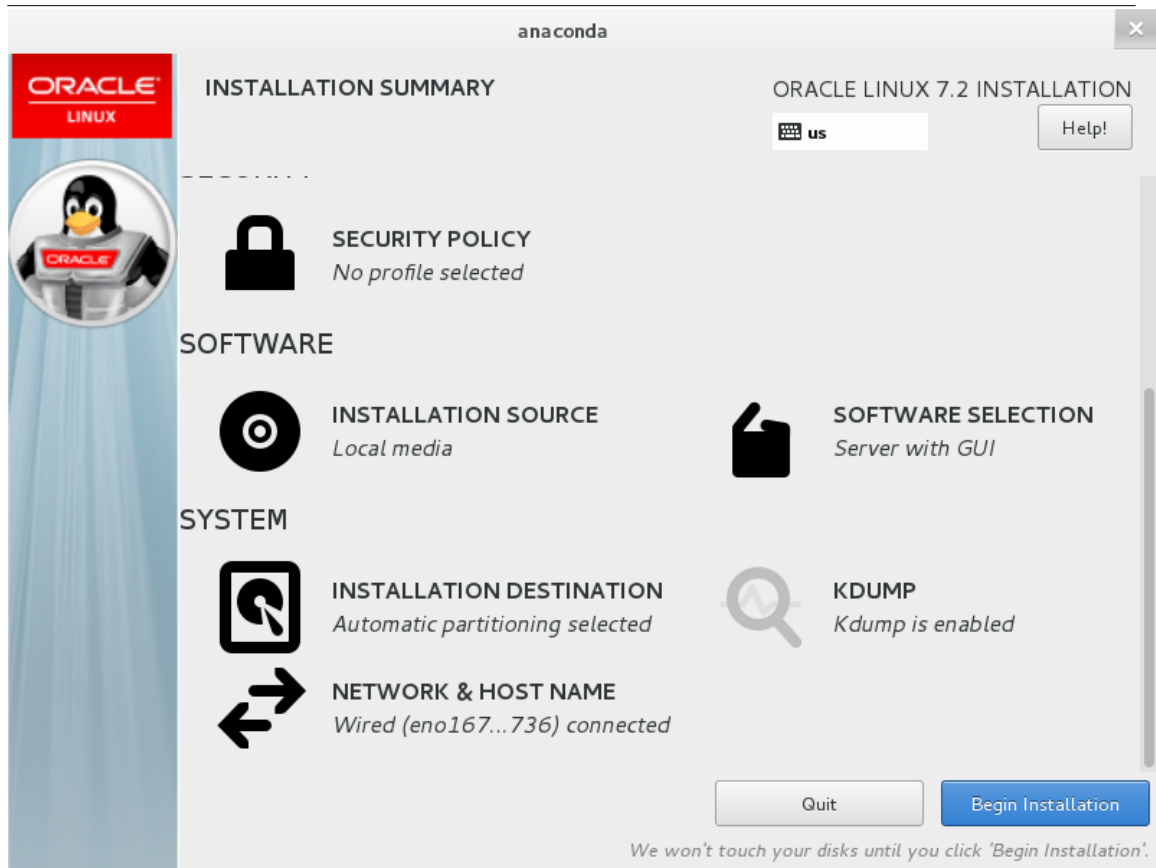 anaconda
ORACLE
LINUX
INSTALLATION SUMMARY
ORACLE LINUX 7.2 INSTALLATION
us
Help!
ORACLE
SECURITY POLICY
No profile selected
SOFTWARE
INSTALLATION SOURCE
Local media
SOFTWARE SELECTION
Server with GUI
SYSTEM
INSTALLATION DESTINATION
Automatic partitioning selected
KDUMP
Kdump is enabled
NETWORK & HOST NAME
Wired (eno167...736) connected
Quit
Begin Installation
We won't touch your disks until you click 'Begin Installation'.